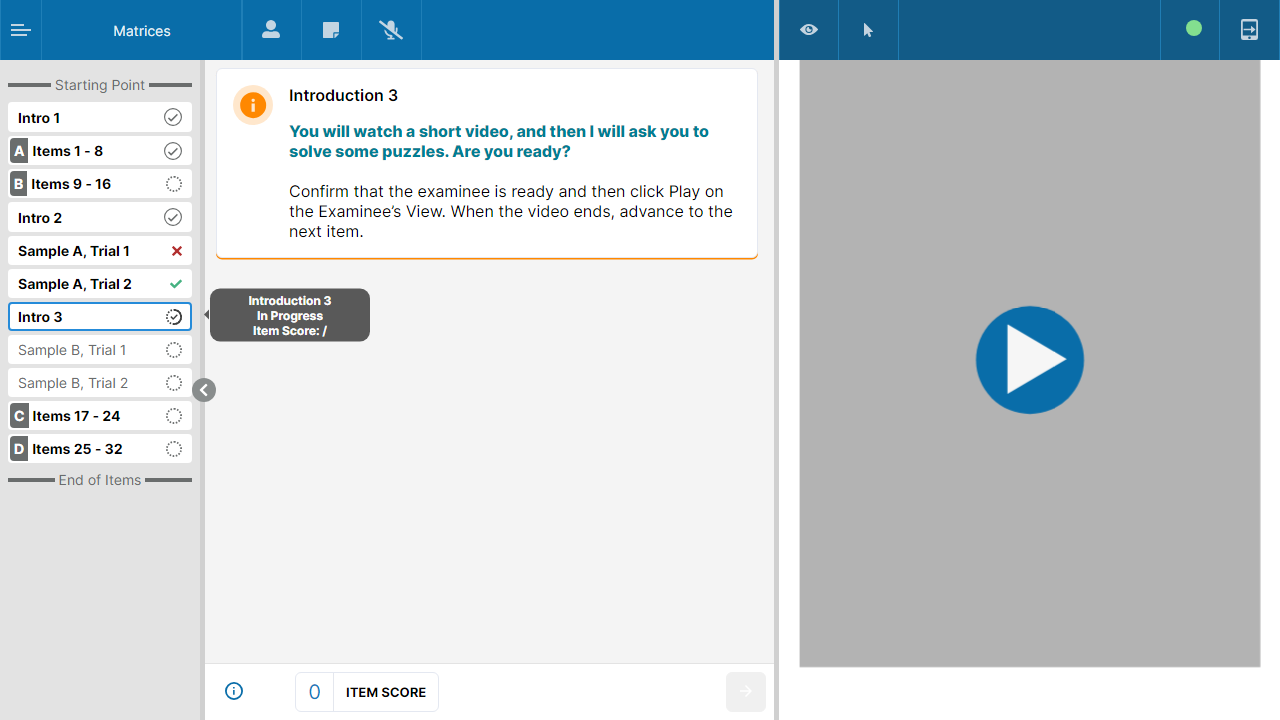 Matrices
Starting Point
Intro 1
A Items 1 - 8
B Items 9 - 16
Intro 2
Sample A, Trial 1
Sample A, Trial 2
Intro 3
Sample B, Trial 1
Sample B, Trial 2
C Items 17 - 24
D Items 25 - 32
End of Items
Introduction 3
You will watch a short video, and then I will ask you to
solve some puzzles. Are you ready?
Confirm that the examinee is ready and then click Play on
the Examinee’s View. When the video ends, advance to the
next item.
Introduction 3
In Progress
Item Score: /
0 ITEM SCORE